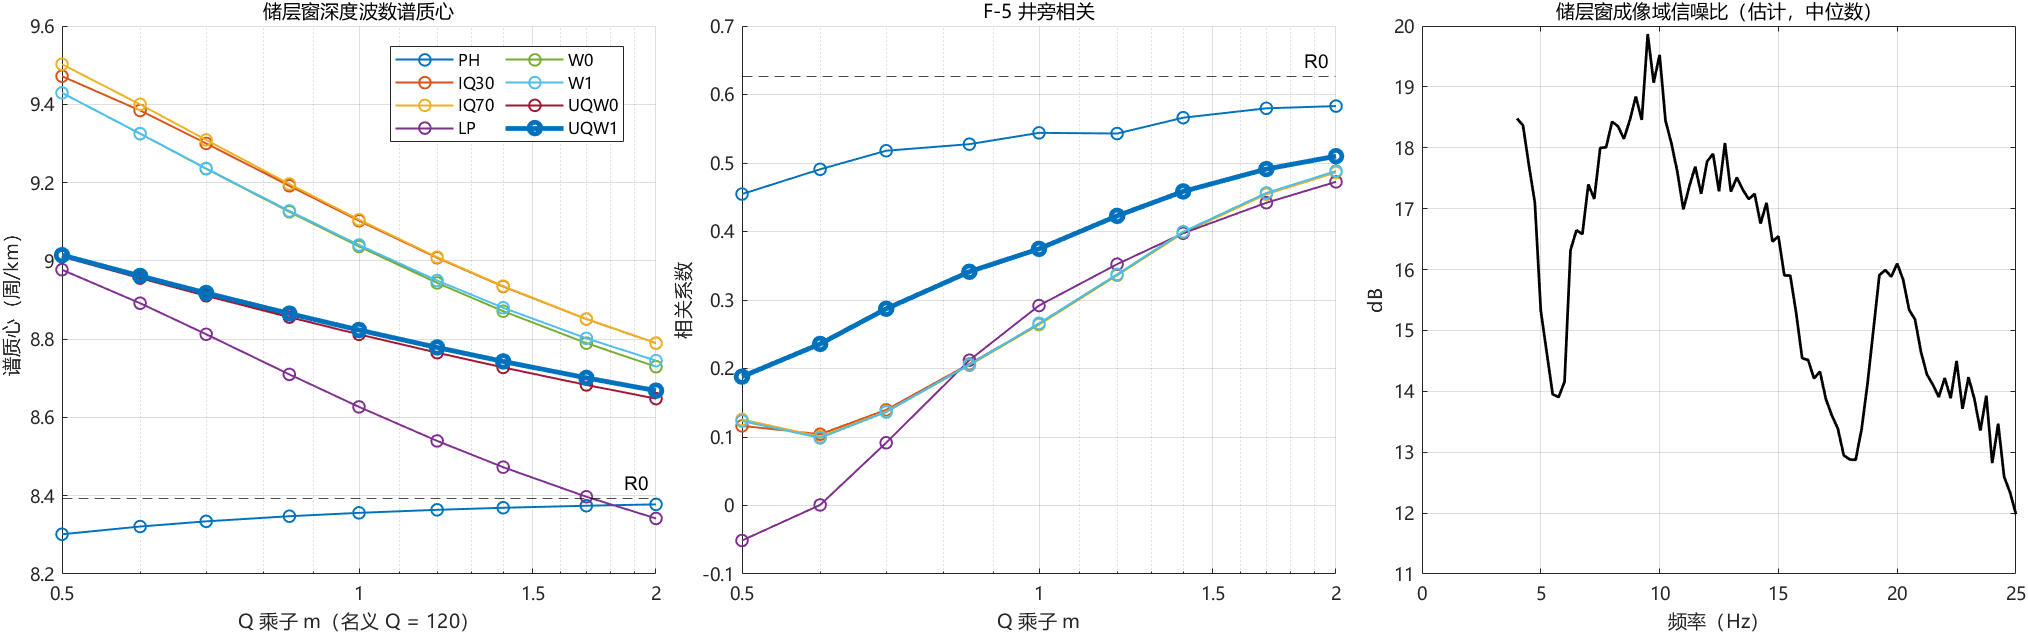 储层窗深度波数谱质心
9.6
9.4
9.2
9
8.8
8.6
8.4
8.2
谱质心（周/km）
PH
IQ30
IQ70
LP
W0
W1
UQW0
UQW1
R0
0.5
1
1.5
2
Q 乘子 m（名义 Q = 120）
F-5 井旁相关
0.7
0.6
0.5
0.4
0.3
0.2
0.1
0
-0.1
相关系数
R0
0.5
1
1.5
2
Q 乘子 m
储层窗成像域信噪比（估计，中位数）
20
19
18
17
16
15
14
13
12
11
dB
0
5
10
15
20
25
频率（Hz）